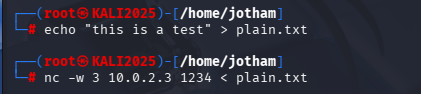 ┌──(root㉿KALI2025)-[/home/jotham]
└─# echo "this is a test" > plain.txt
┌──(root㉿KALI2025)-[/home/jotham]
└─# nc -w 3 10.0.2.3 1234 < plain.txt